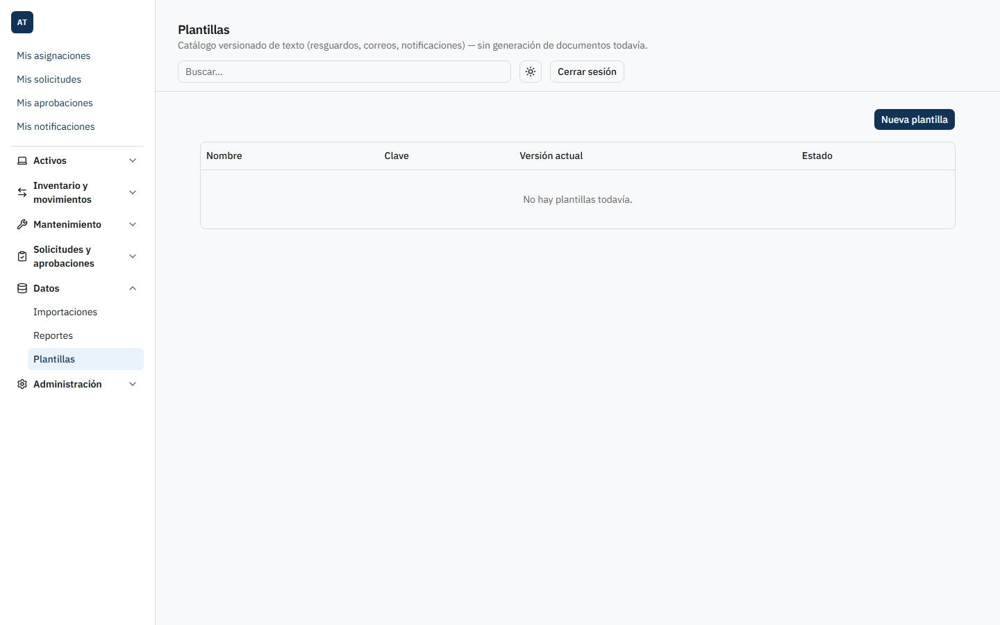 AT
Mis asignaciones
Mis solicitudes
Mis aprobaciones
Mis notificaciones
Activos
Inventario y
movimientos
Mantenimiento
Solicitudes y
aprobaciones
Datos
Importaciones
Reportes
Plantillas
Administración
Plantillas
Catálogo versionado de texto (resguardos, correos, notificaciones) — sin generación de documentos todavía.
Buscar...
Cerrar sesión
Nueva plantilla
Nombre Clave Versión actual Estado
No hay plantillas todavía.